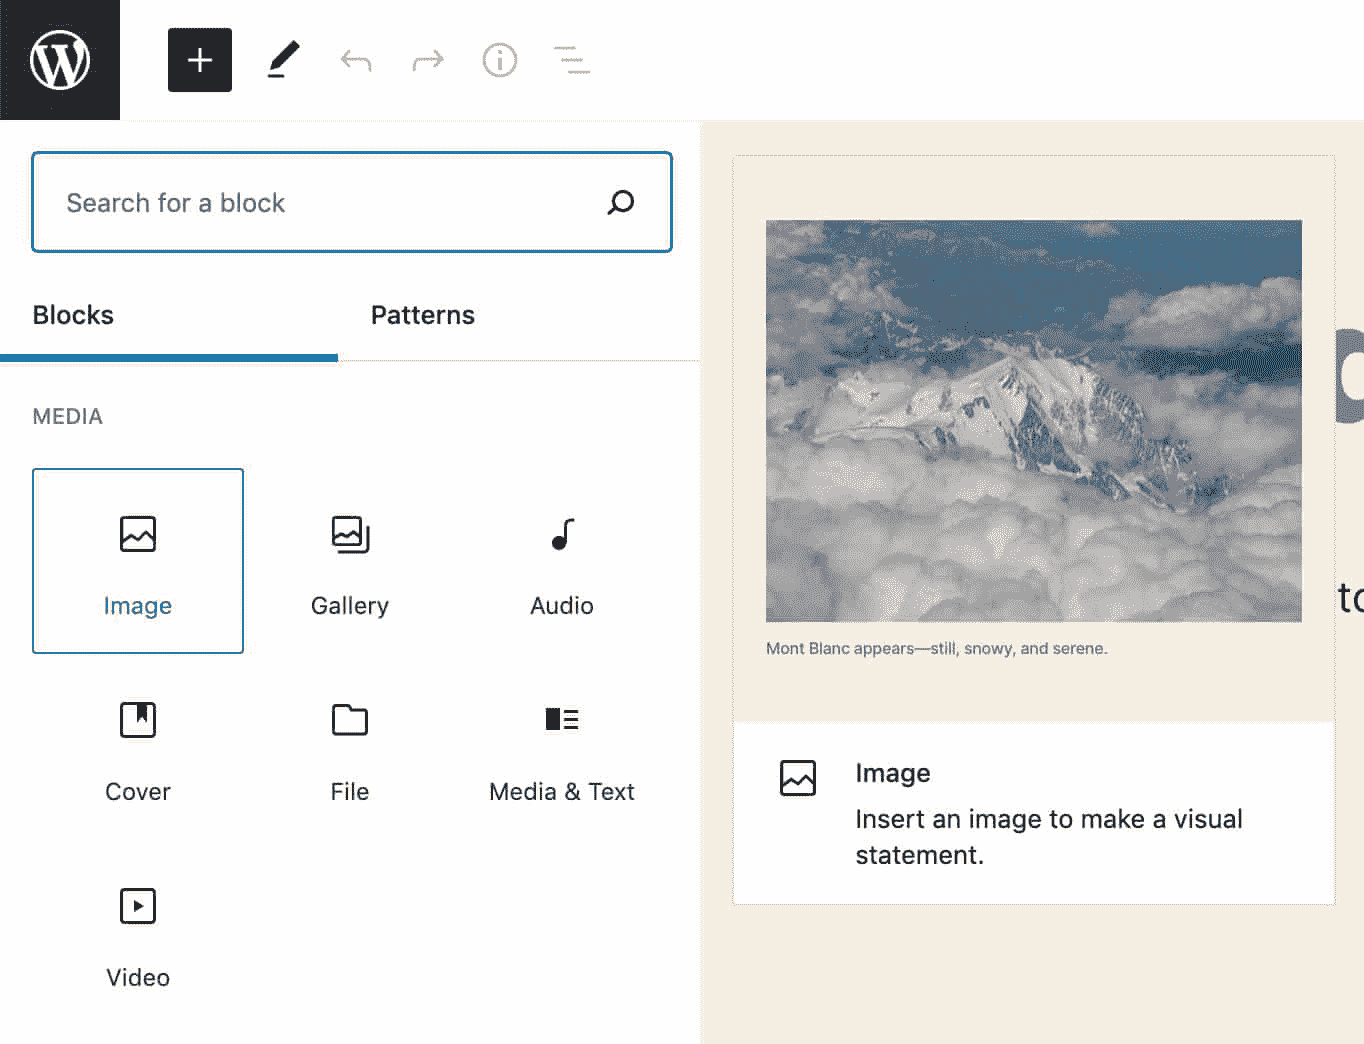 Search for a block
Blocks
Patterns
MEDIA
Image
Gallery
Audio
Cover
File
Media & Text
Video
Mont Blanc appears—still, snowy, and serene.
Image
Insert an image to make a visual
statement.
to